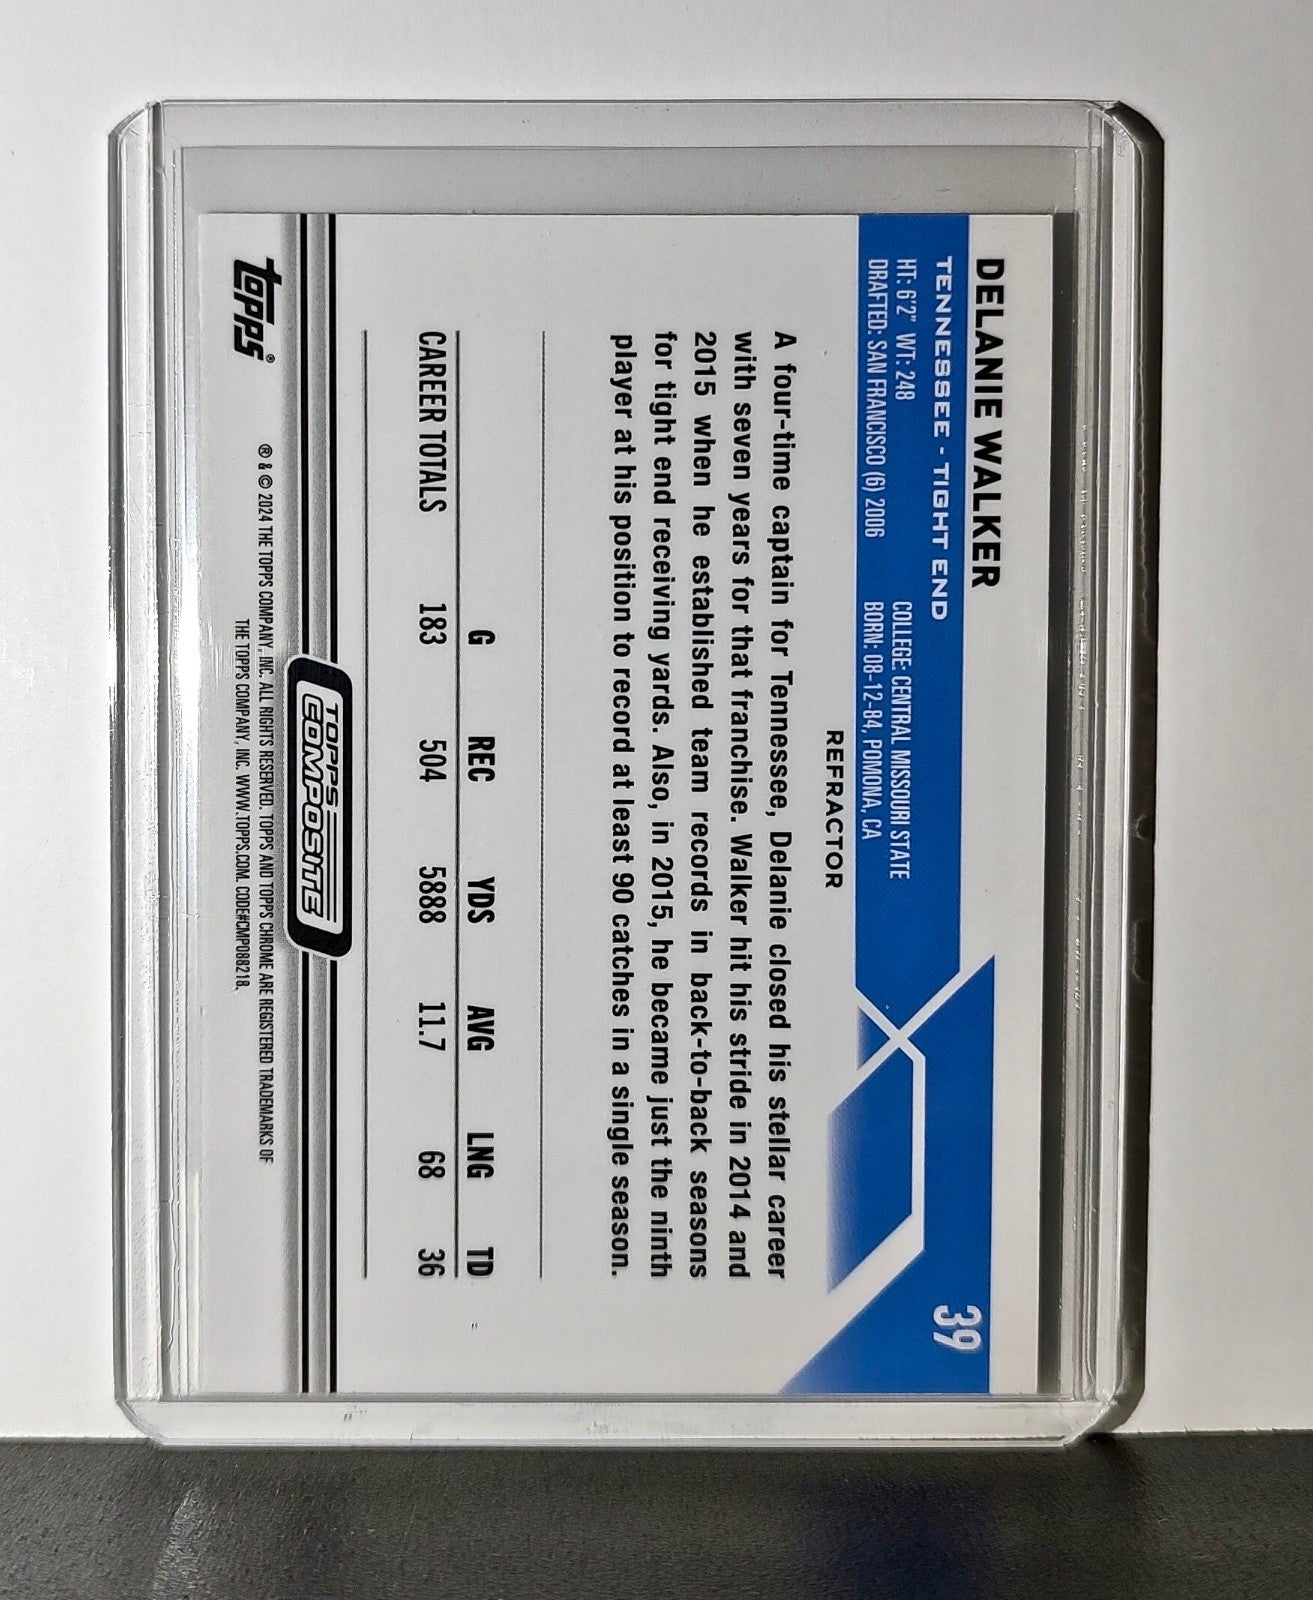 DELANIE WALKER
39
TENNESSEE - TIGHT END
HT: 6'2" WT: 248
COLLEGE: CENTRAL MISSOURI STATE
DRAFTED: SAN FRANCISCO (6) 2006
BORN: 08-12-84, POMONA, CA
REFRACTOR
A four-time captain for Tennessee, Delanie closed his stellar career
with seven years for that franchise. Walker hit his stride in 2014 and
2015 when he established team records in back-to-back seasons
for tight end receiving yards. Also, in 2015, he became just the ninth
player at his position to record at least 90 catches in a single season.
G REC YDS AVG LNG TD
CAREER TOTALS 183 504 5888 11.7 68 36
TOPPS
COMPOSITE
topps®
® & © 2024 THE TOPPS COMPANY, INC. ALL RIGHTS RESERVED. TOPPS AND TOPPS CHROME ARE REGISTERED TRADEMARKS OF
THE TOPPS COMPANY, INC. WWW.TOPPS.COM. CODE#CMP088218.